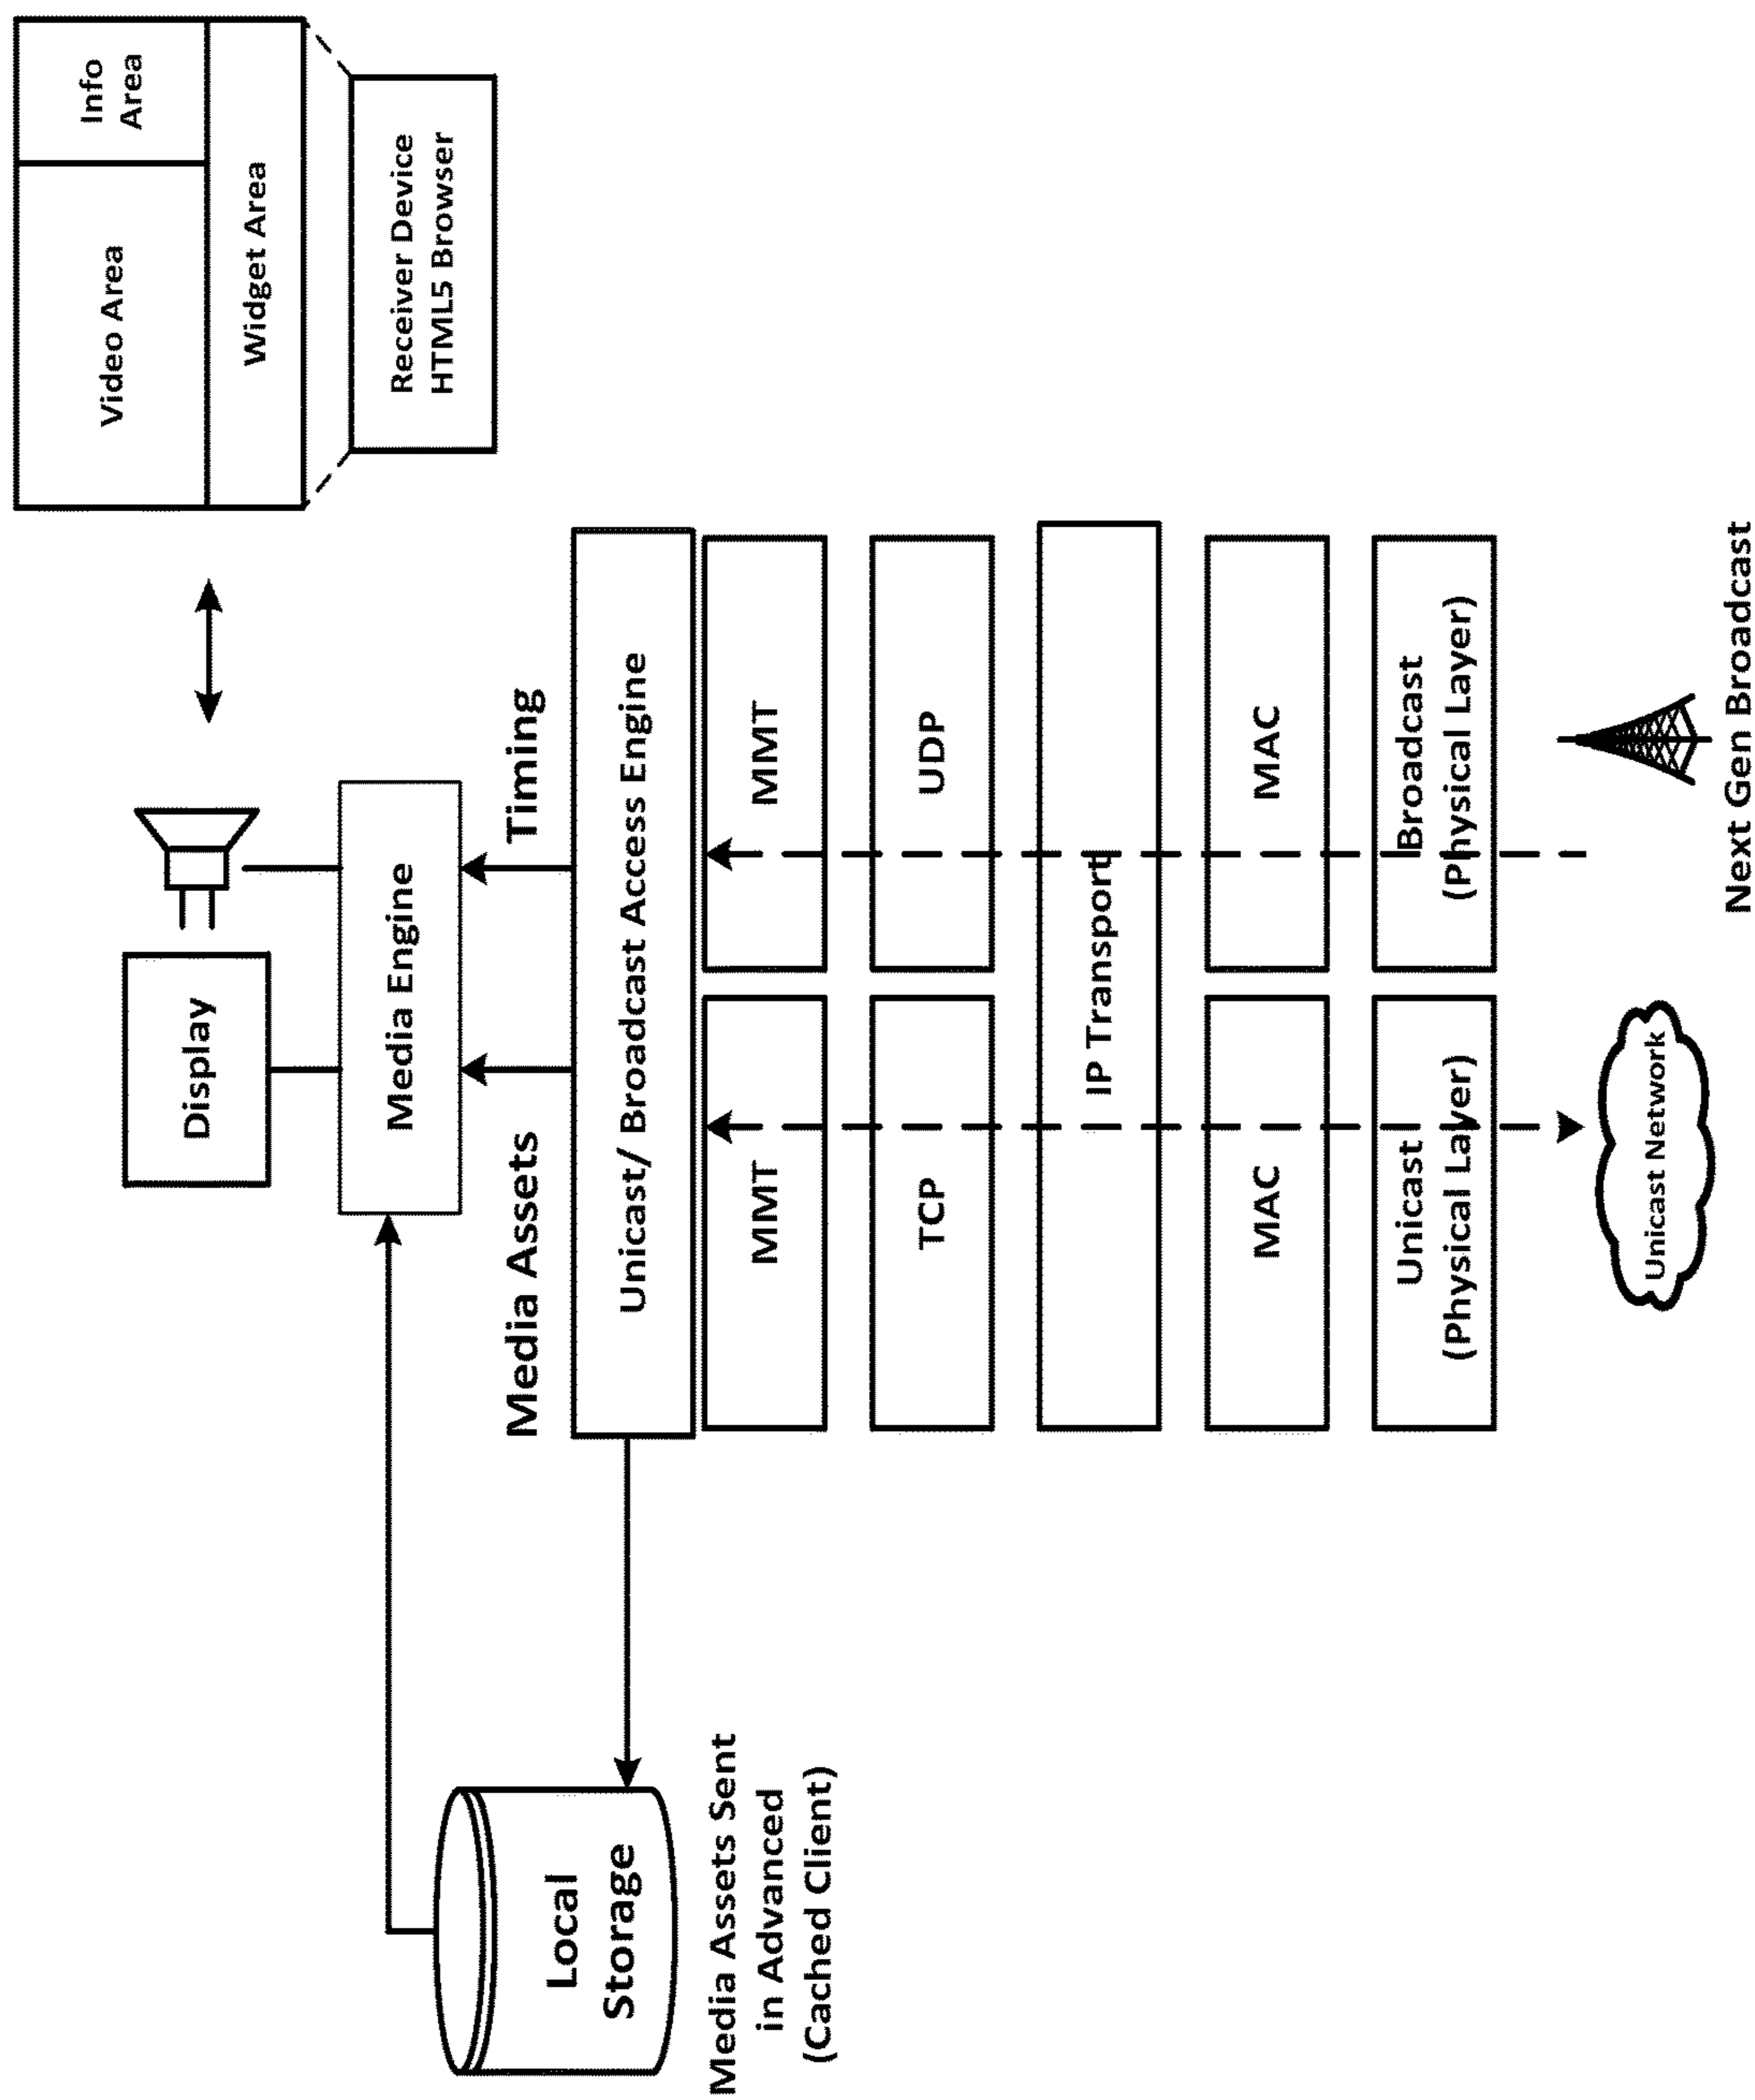 Video Area
Info
Area
Widget Area
Receiver Device
HTML5 Browser
Display
Media Engine
Media Assets
Timing
Unicast/ Broadcast Access Engine
Local
Storage
Media Assets Sent
in Advanced
(Cached Client)
MMT
MMT
TCP
UDP
IP Transport
MAC
MAC
Unicast
(Physical Layer)
Broadcast
(Physical Layer)
Unicast Network
Next Gen Broadcast